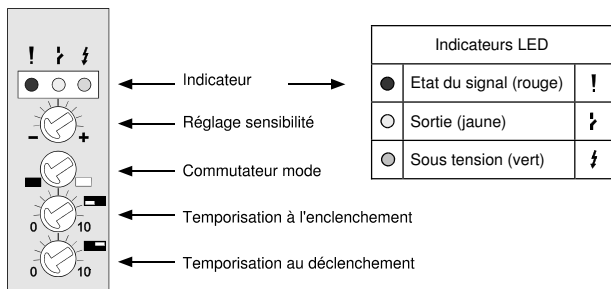 Indicateur
Réglage sensibilité
- +
Commutateur mode
Temporisation à l'enclenchement
0 10
Temporisation au déclenchement
0 10
Indicateurs LED
Etat du signal (rouge) !
Sortie (jaune)
Sous tension (vert)